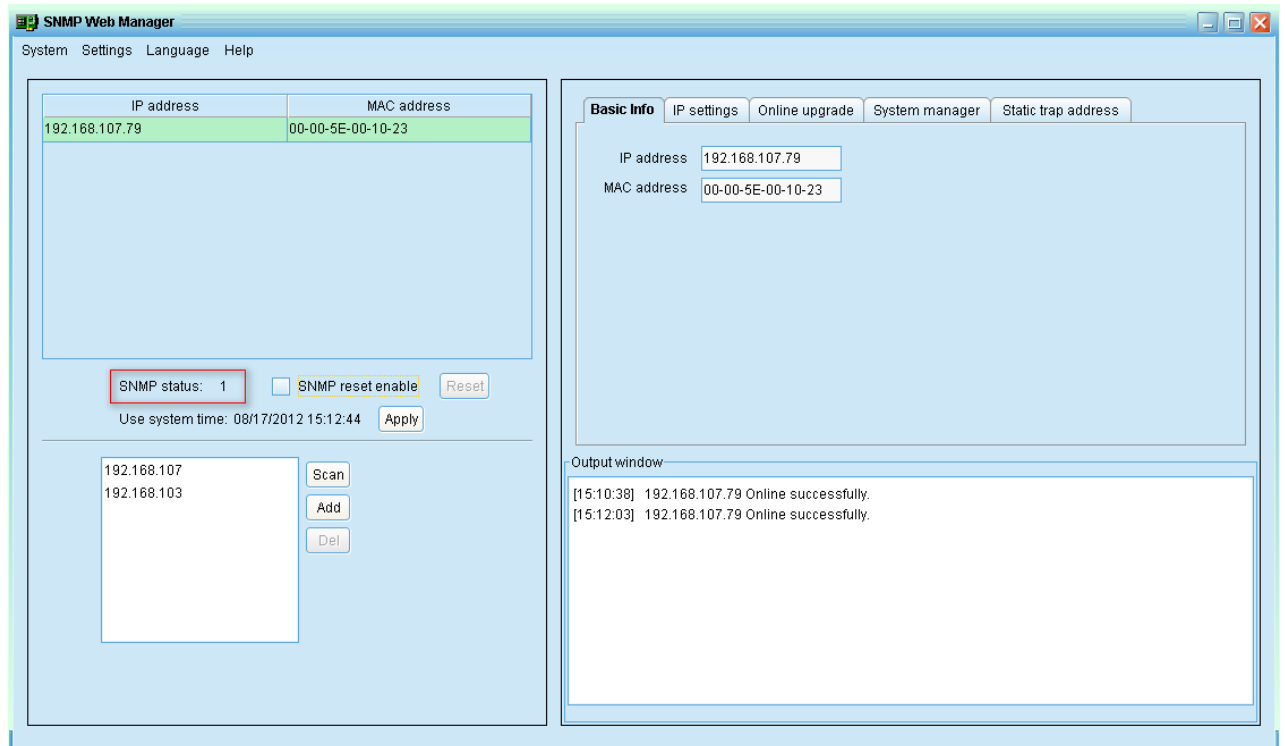 SNMP Web Manager
System Settings Language Help
IP address MAC address
192.168.107.79 00-00-5E-00-10-23
SNMP status: 1 SNMP reset enable Reset
Use system time: 08/17/2012 15:12:44 Apply
192.168.107
192.168.103
Scan
Add
Del
Basic Info IP settings Online upgrade System manager Static trap address
IP address 192.168.107.79
MAC address 00-00-5E-00-10-23
Output window
[15:10:38] 192.168.107.79 Online successfully.
[15:12:03] 192.168.107.79 Online successfully.